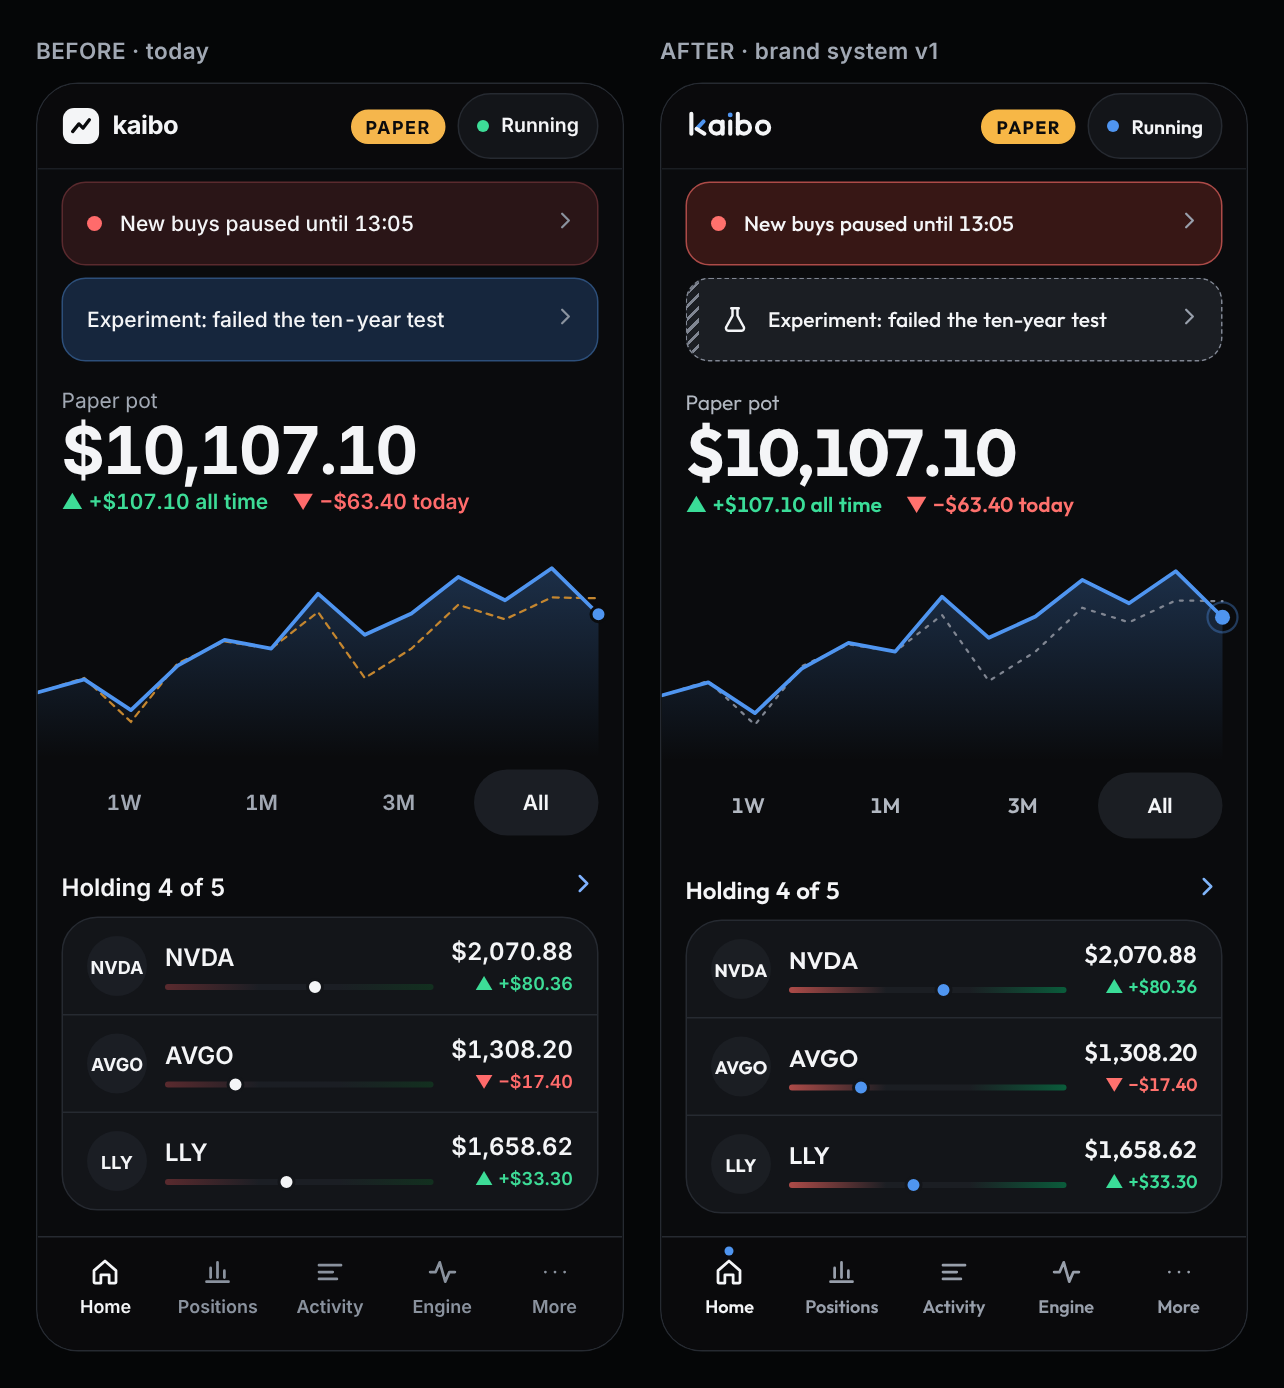 BEFORE · today
kaibo
PAPER
Running
New buys paused until 13:05
Experiment: failed the ten-year test
Paper pot
$10,107.10
▲ +$107.10 all time ▼ −$63.40 today
1W 1M 3M All
Holding 4 of 5
NVDA NVDA $2,070.88
▲ +$80.36
AVGO AVGO $1,308.20
▼ −$17.40
LLY LLY $1,658.62
▲ +$33.30
Home Positions Activity Engine More
AFTER · brand system v1
kaibo
PAPER
Running
New buys paused until 13:05
Experiment: failed the ten-year test
Paper pot
$10,107.10
▲ +$107.10 all time ▼ −$63.40 today
1W 1M 3M All
Holding 4 of 5
NVDA NVDA $2,070.88
▲ +$80.36
AVGO AVGO $1,308.20
▼ −$17.40
LLY LLY $1,658.62
▲ +$33.30
Home Positions Activity Engine More